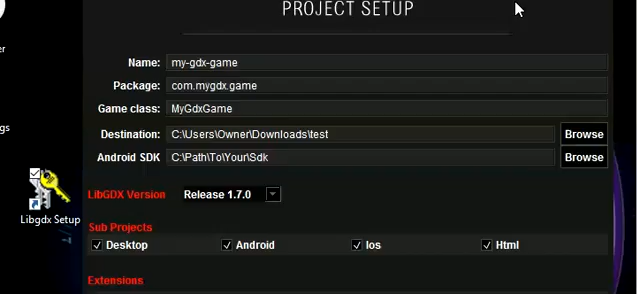 PROJECT SETUP
Name: my-gdx-game
Package: com.mygdx.game
Game class: MyGdxGame
Destination: C:\Users\Owner\Downloads\test Browse
Android SDK C:\Path\To\Your\Sdk Browse
LibGDX Version Release 1.7.0
Sub Projects
Desktop Android Ios Html
Extensions
er
gs
Libgdx Setup